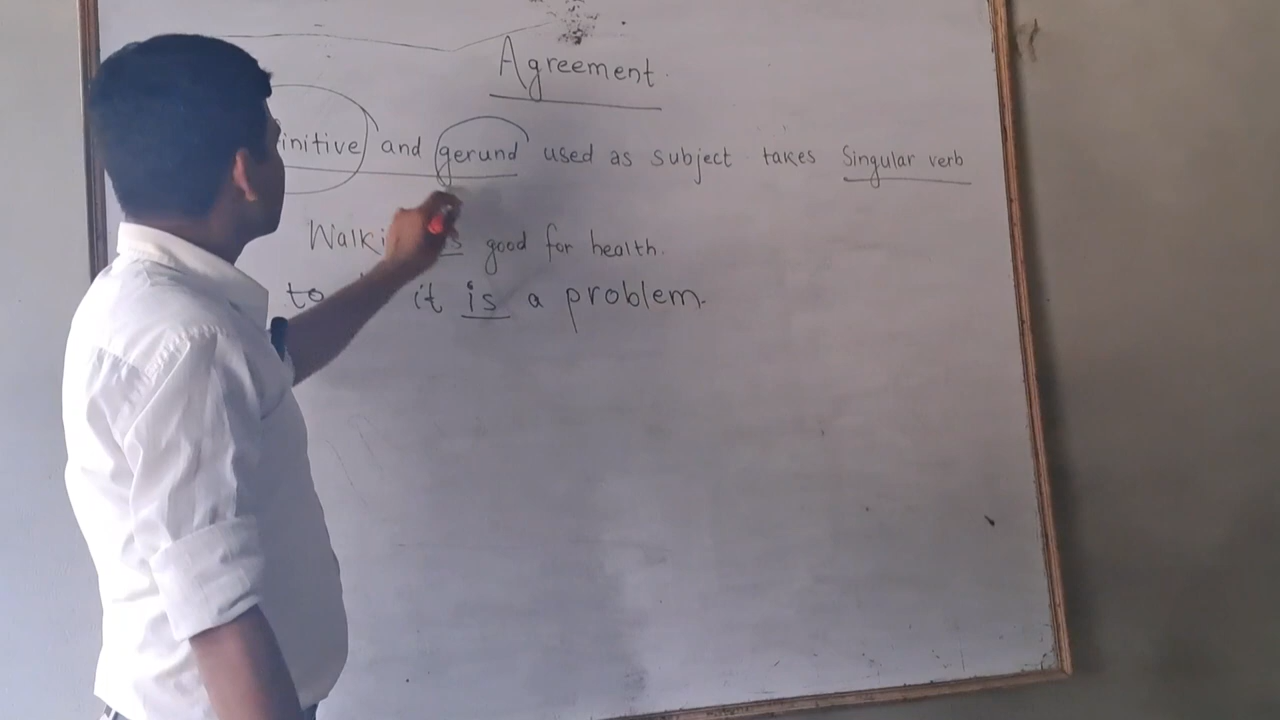 Agreement
initive and gerund used as subject takes Singular verb
Walki s good for health.
to it is a problem.